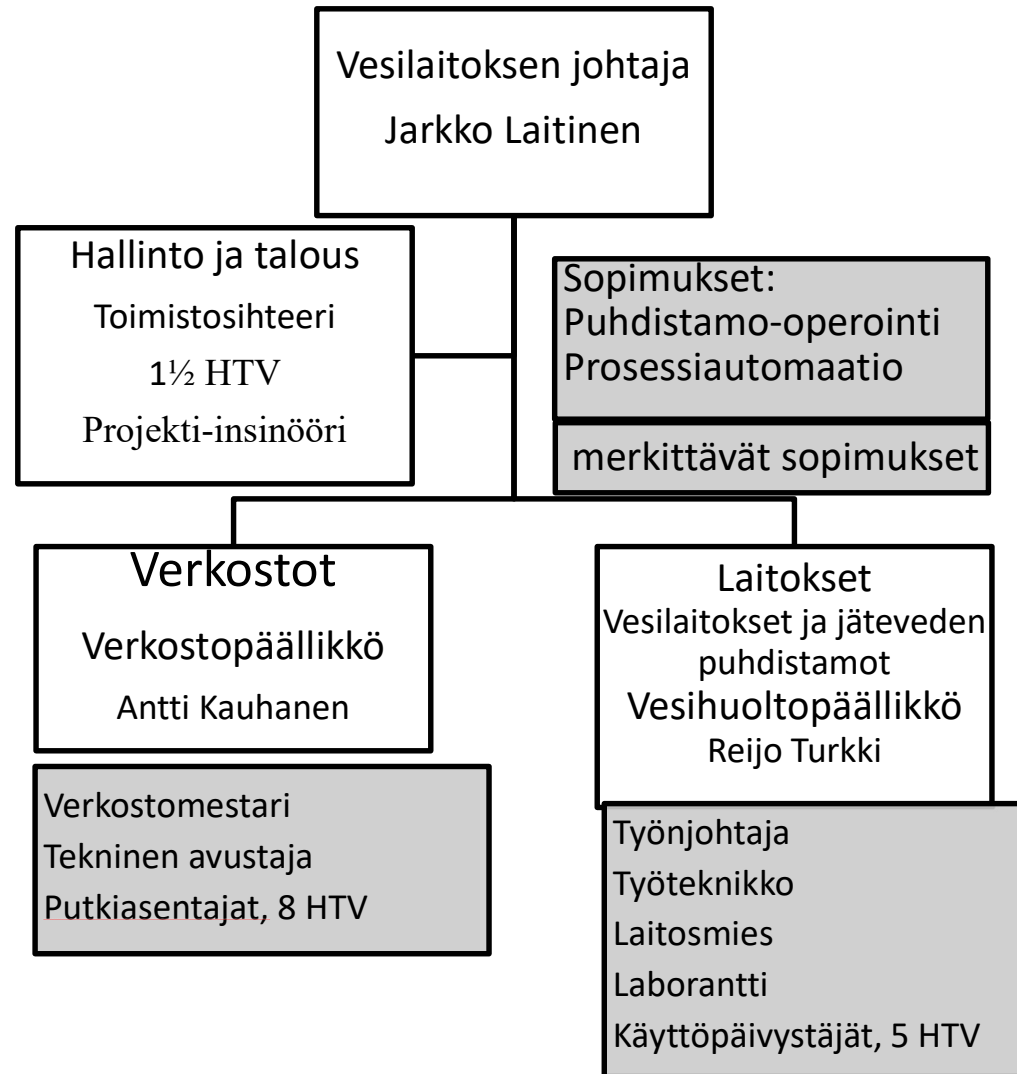 Vesilaitoksen johtaja
Jarkko Laitinen
Hallinto ja talous
Toimistosihteeri
1½ HTV
Projekti-insinööri
Sopimukset:
Puhdistamo-operointi
Prosessiautomaatio
merkittävät sopimukset
Verkostot
Verkostopäällikkö
Antti Kauhanen
Verkostomestari
Tekninen avustaja
Putkiasentajat, 8 HTV
Laitokset
Vesilaitokset ja jäteveden
puhdistamot
Vesihuoltopäällikkö
Reijo Turkki
Työnjohtaja
Työteknikko
Laitosmies
Laborantti
Käyttöpäivystäjät, 5 HTV